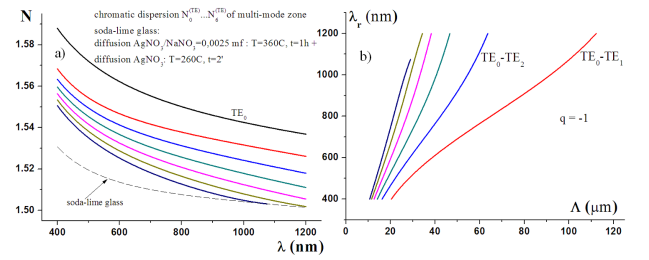 N
chromatic dispersion N₀⁽ᵀᴱ⁾...N₆⁽ᵀᴱ⁾ of multi-mode zone
soda-lime glass:
diffusion AgNO₃/NaNO₃=0,0025 mf : T=360C, t=1h +
diffusion AgNO₃: T=260C, t=2'
a)
1.58
1.56
1.54
1.52
1.50
TE₀
soda-lime glass
400 600 800 1000 1200
λ (nm)
λᵣ (nm)
b)
1200
1000
800
600
400
TE₀-TE₂
TE₀-TE₁
q = -1
0 20 40 60 80 100 120
Λ (μm)